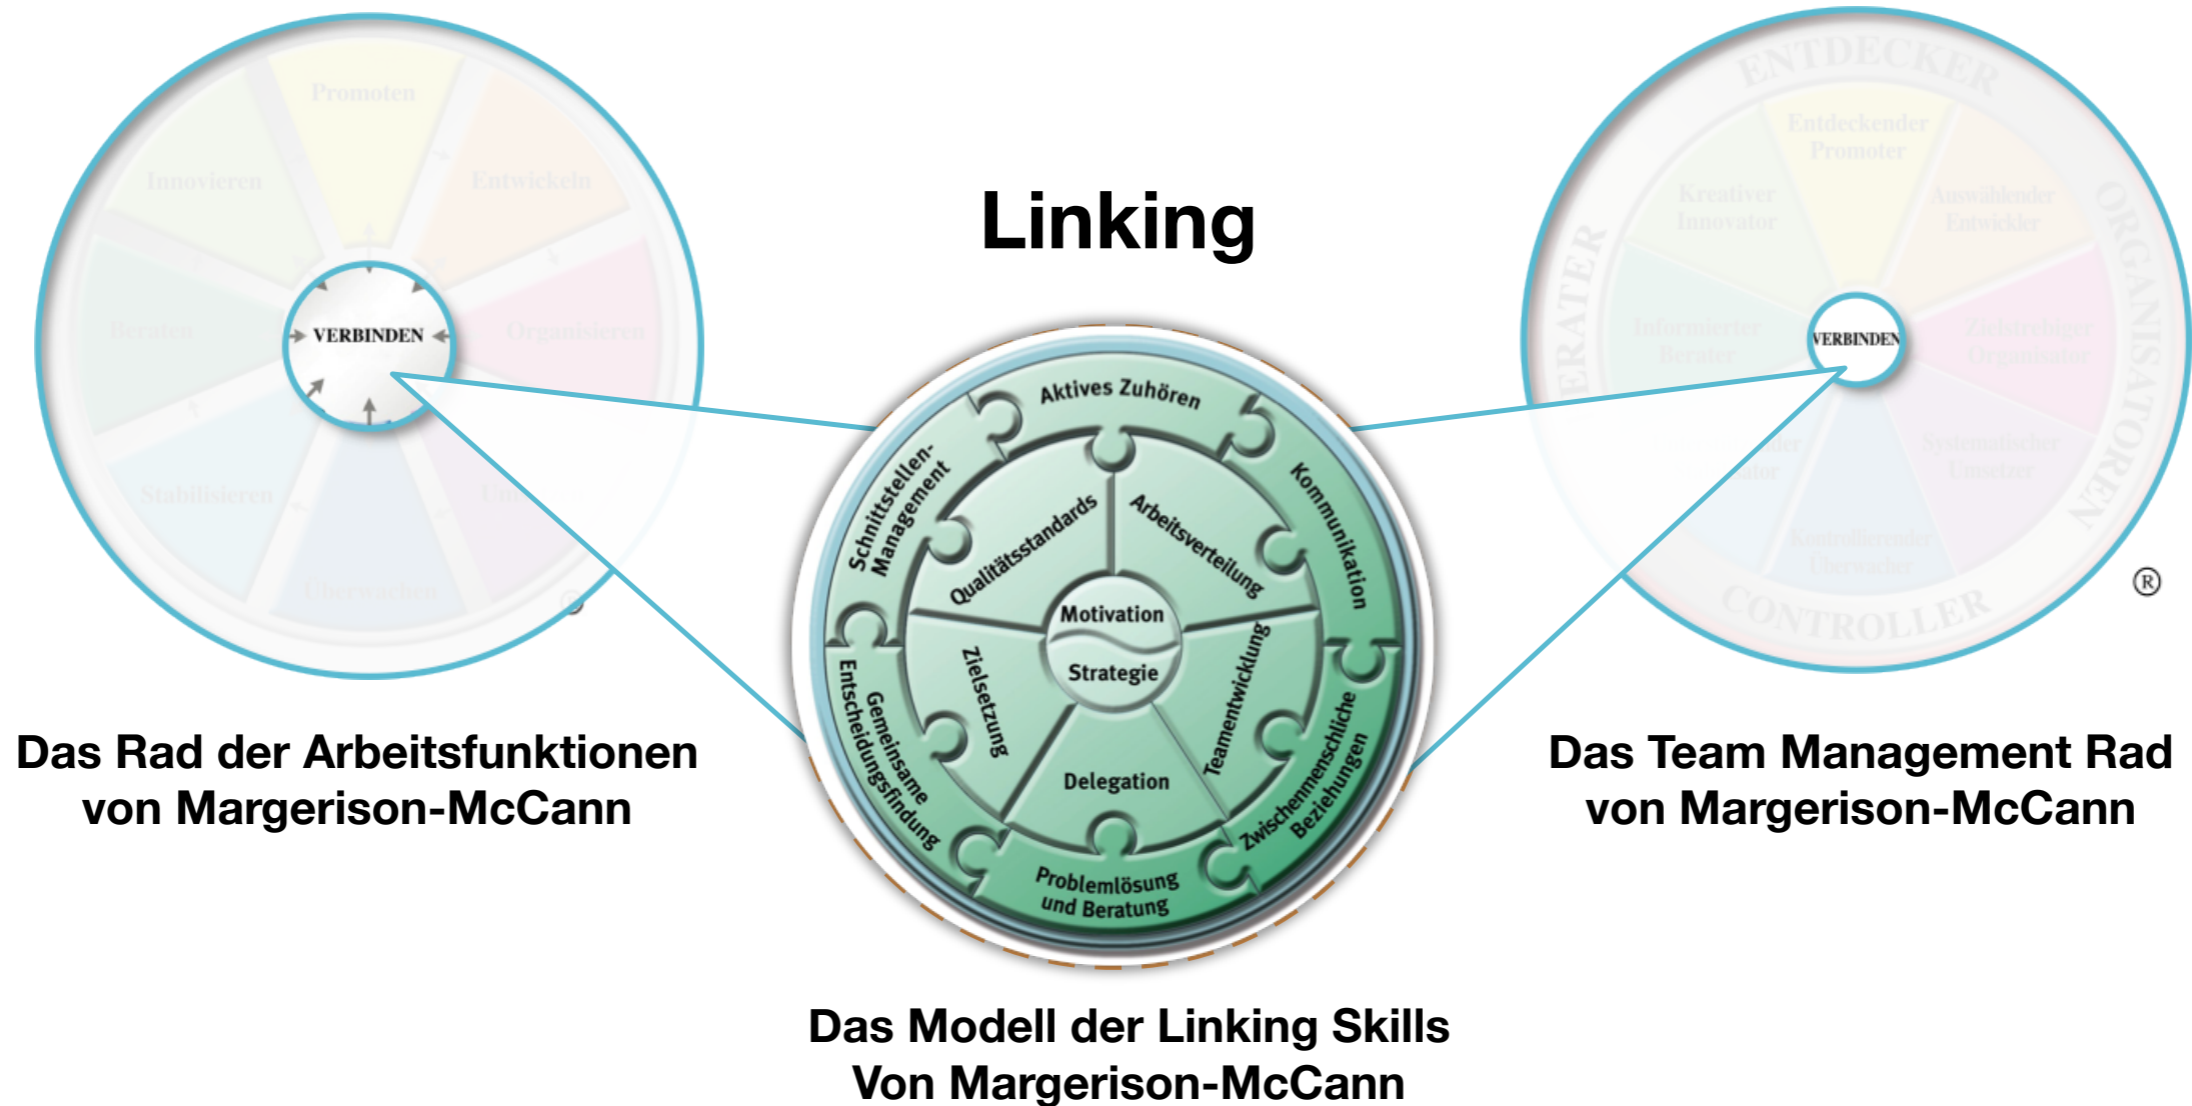 Linking
Promoten
Innovieren
Entwickeln
Beraten
VERBINDEN
Organisieren
Stabilisieren
Überwachen
®
Das Rad der Arbeitsfunktionen
von Margerison-McCann
Aktives Zuhören
Schnittstellen-
Management
Kommunikation
Qualitätsstandards
Arbeitsverteilung
Motivation
Strategie
Zielsetzung
Teamentwicklung
Gemeinsame
Entscheidungsfindung
Delegation
Zwischenmenschliche
Beziehungen
Problemlösung
und Beratung
Das Modell der Linking Skills
Von Margerison-McCann
ENTDECKER
Entdeckender
Promoter
Kreativer
Innovator
Auswählender
Entwickler
ORGANISATOREN
Informierter
Berater
VERBINDEN
Zielstrebiger
Organisator
Systematischer
Umsetzer
Kontrollierender
Überwacher
CONTROLLER
®
Das Team Management Rad
von Margerison-McCann